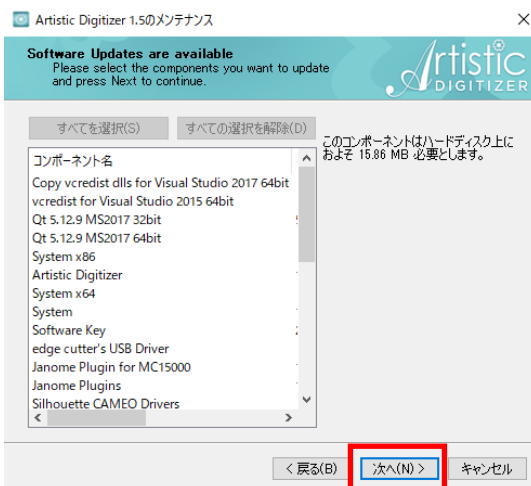 Artistic Digitizer 1.5のメンテナンス
Software Updates are available
Please select the components you want to update
and press Next to continue.
Artistic
DIGITIZER
すべてを選択(S)
すべての選択を解除(D)
このコンポーネントはハードディスク上に
およそ 15.86 MB 必要とします。
コンポーネント名
Copy vcredist dlls for Visual Studio 2017 64bit
vcredist for Visual Studio 2015 64bit
Qt 5.12.9 MS2017 32bit
Qt 5.12.9 MS2017 64bit
System x86
Artistic Digitizer
System x64
System
Software Key
edge cutter's USB Driver
Janome Plugin for MC15000
Janome Plugins
Silhouette CAMEO Drivers
< 戻る(B)
次へ(N) >
キャンセル